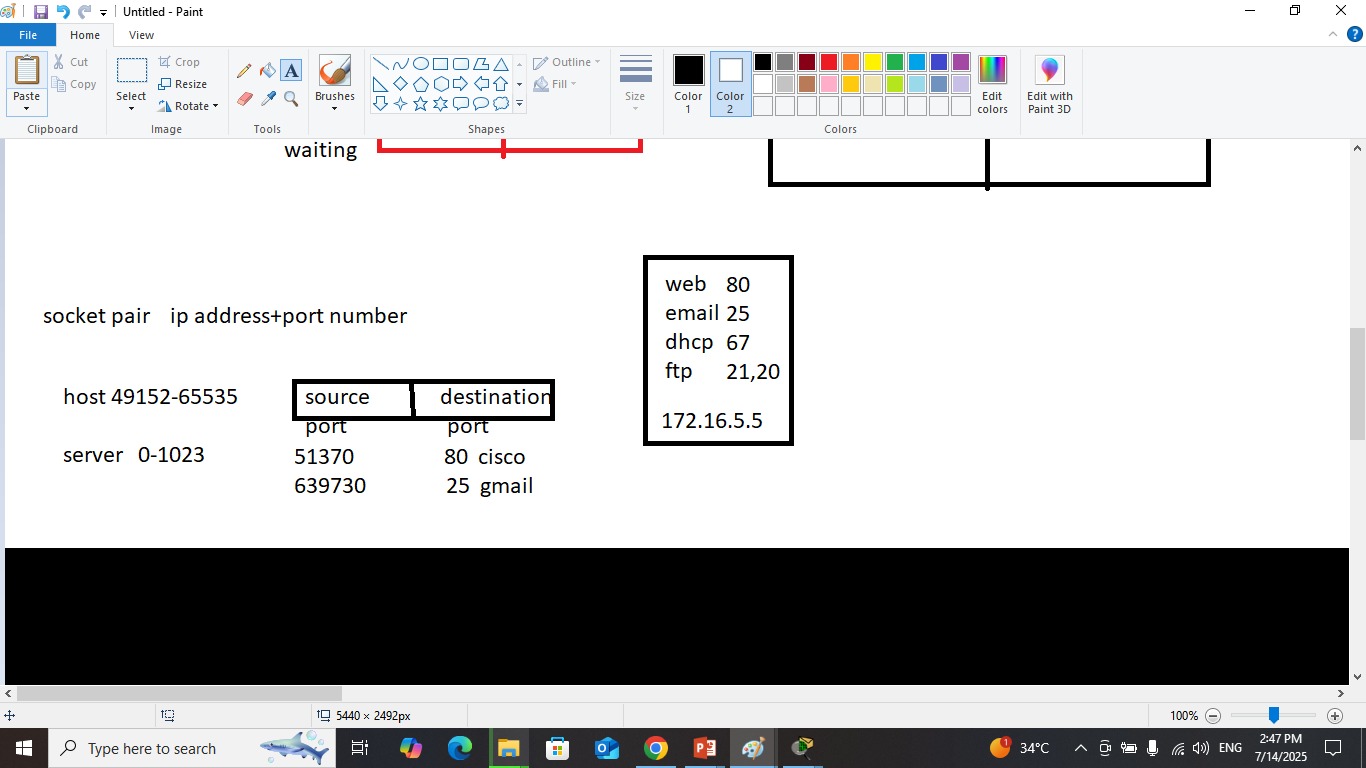 Untitled - Paint
File Home View
Paste
Cut
Copy
Clipboard
Select
Crop
Resize
Rotate
Image
A
Tools
Brushes
Shapes
Outline
Fill
Size
Color 1
Color 2
Edit colors
Colors
Edit with Paint 3D
waiting
socket pair ip address+port number
web 80
email 25
dhcp 67
ftp 21,20
172.16.5.5
host 49152-65535
server 0-1023
source destination
port port
51370 80 cisco
639730 25 gmail
5440 × 2492px
100%
Type here to search
34°C
ENG
2:47 PM
7/14/2025